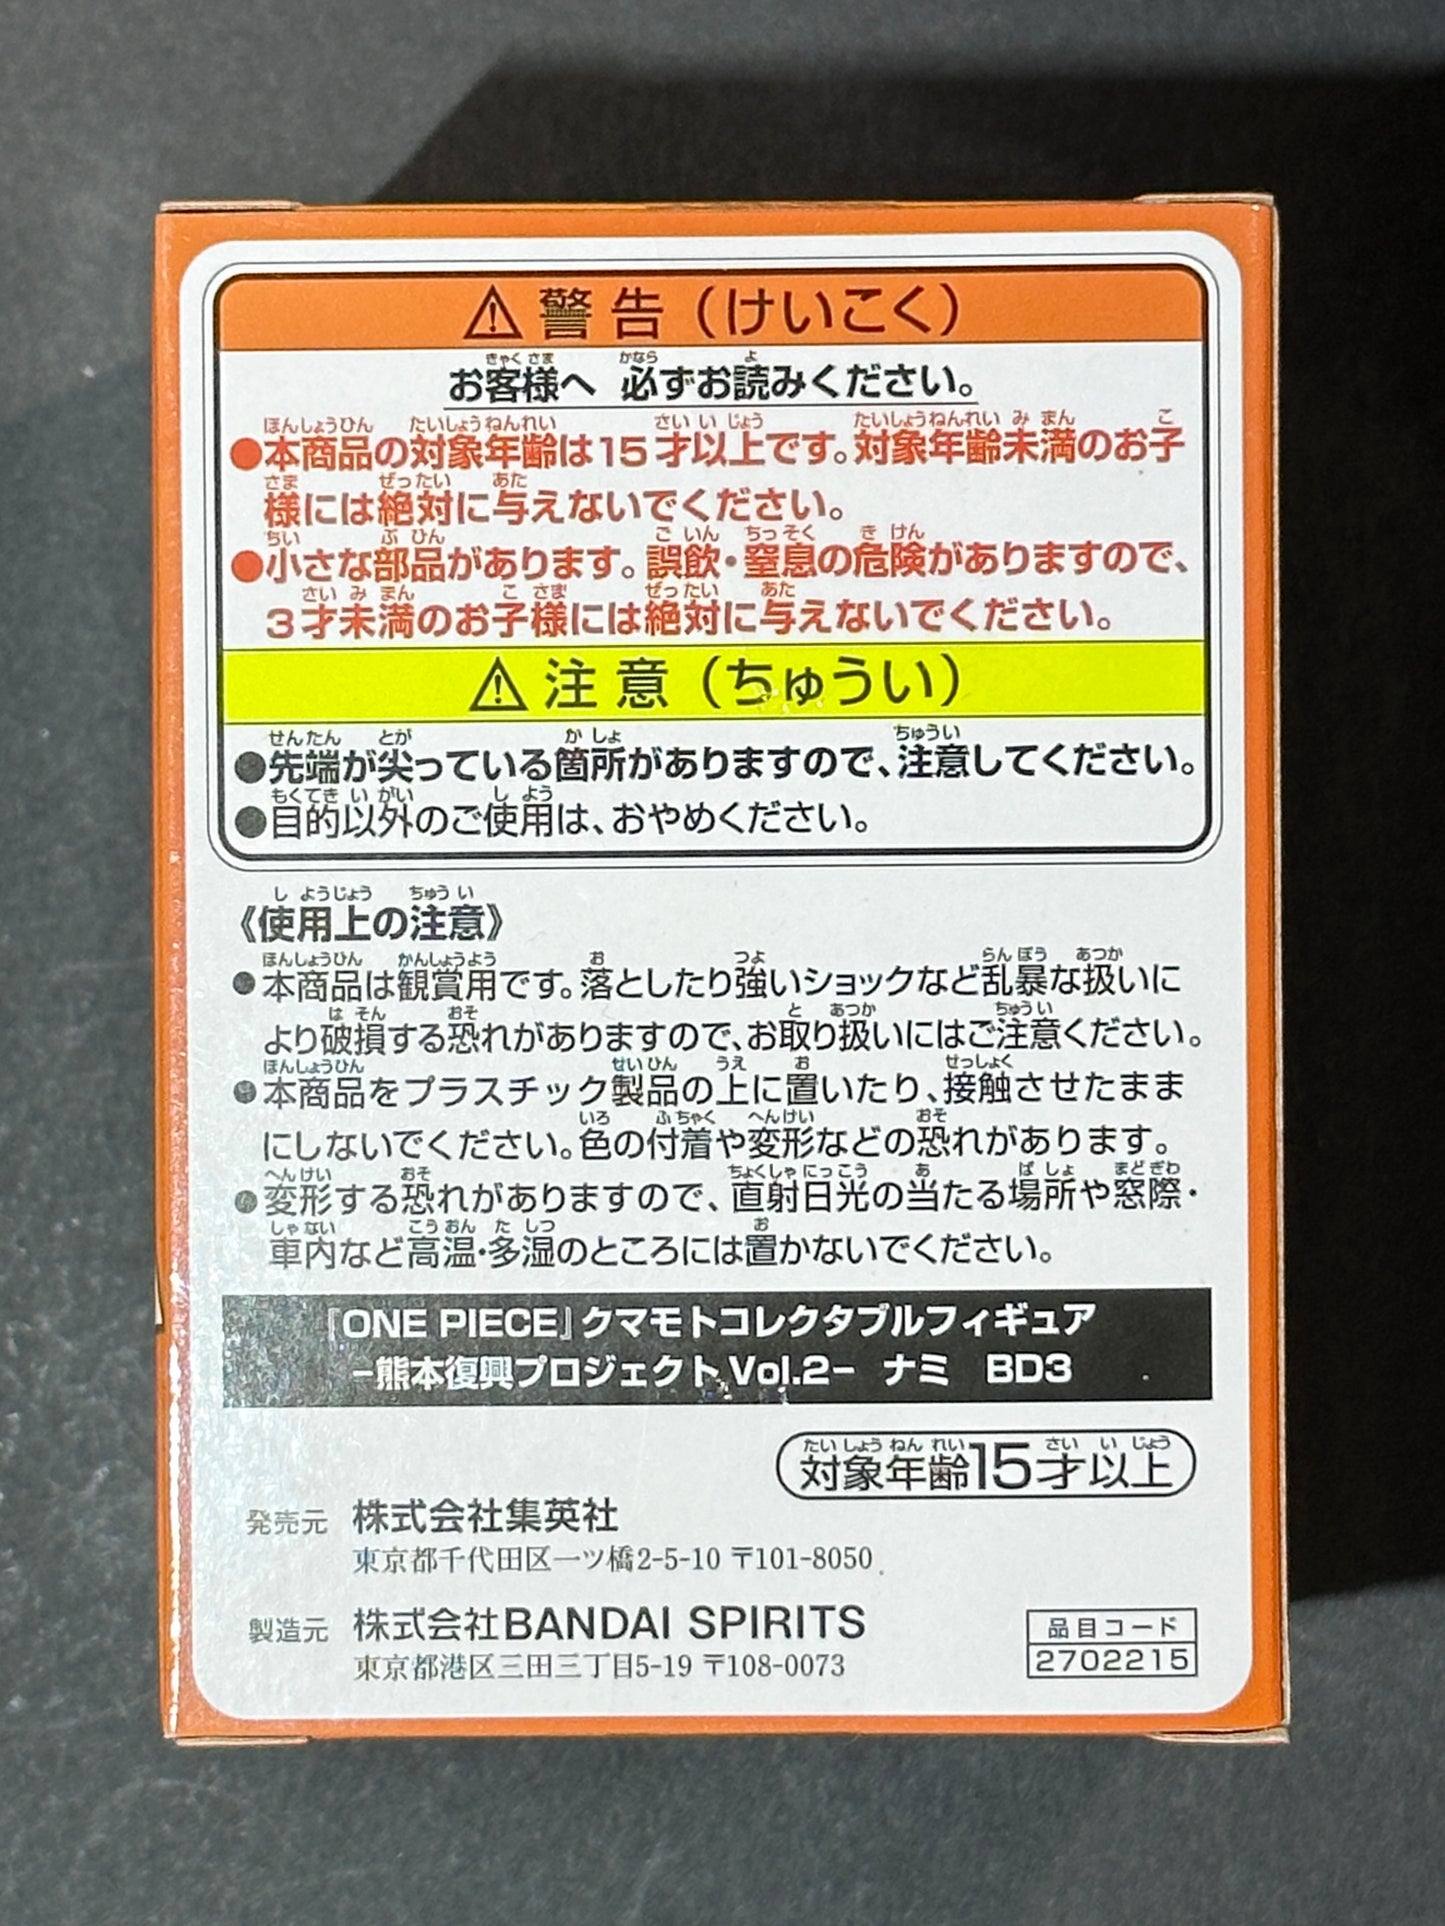 ⚠警告（けいこく）
お客様へ 必ずお読みください。
●本商品の対象年齢は15才以上です。対象年齢未満のお子
様には絶対に与えないでください。
●小さな部品があります。誤飲・窒息の危険がありますので、
3才未満のお子様には絶対に与えないでください。
⚠注意（ちゅうい）
●先端が尖っている箇所がありますので、注意してください。
●目的以外のご使用は、おやめください。
《使用上の注意》
●本商品は観賞用です。落としたり強いショックなど乱暴な扱いに
より破損する恐れがありますので、お取り扱いにはご注意ください。
●本商品をプラスチック製品の上に置いたり、接触させたまま
にしないでください。色の付着や変形などの恐れがあります。
●変形する恐れがありますので、直射日光の当たる場所や窓際・
車内など高温・多湿のところには置かないでください。
『ONE PIECE』クマモトコレクタブルフィギュア
-熊本復興プロジェクトVol.2- ナミ BD3
対象年齢15才以上
発売元 株式会社集英社
東京都千代田区一ツ橋2-5-10 〒101-8050
製造元 株式会社BANDAI SPIRITS
東京都港区三田三丁目5-19 〒108-0073
品目コード
2702215